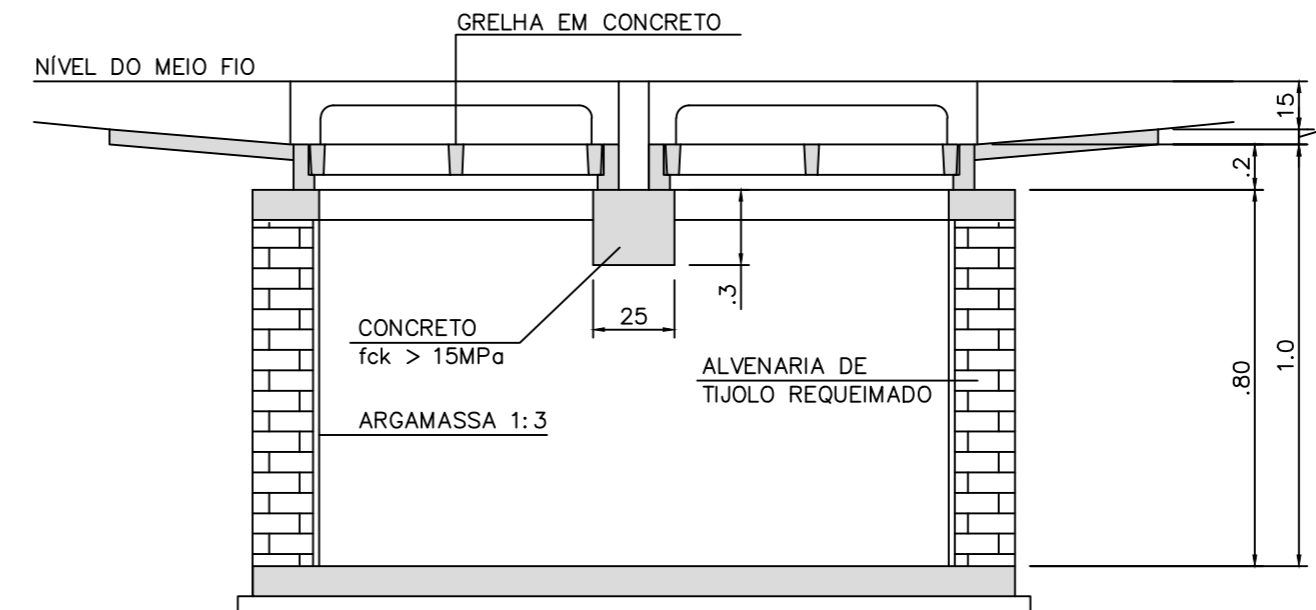 GRELHA EM CONCRETO
NÍVEL DO MEIO FIO
15
.2
.3
25
CONCRETO
fck > 15MPa
ALVENARIA DE
TIJOLO REQUEIMADO
.80
1.0
ARGAMASSA 1:3